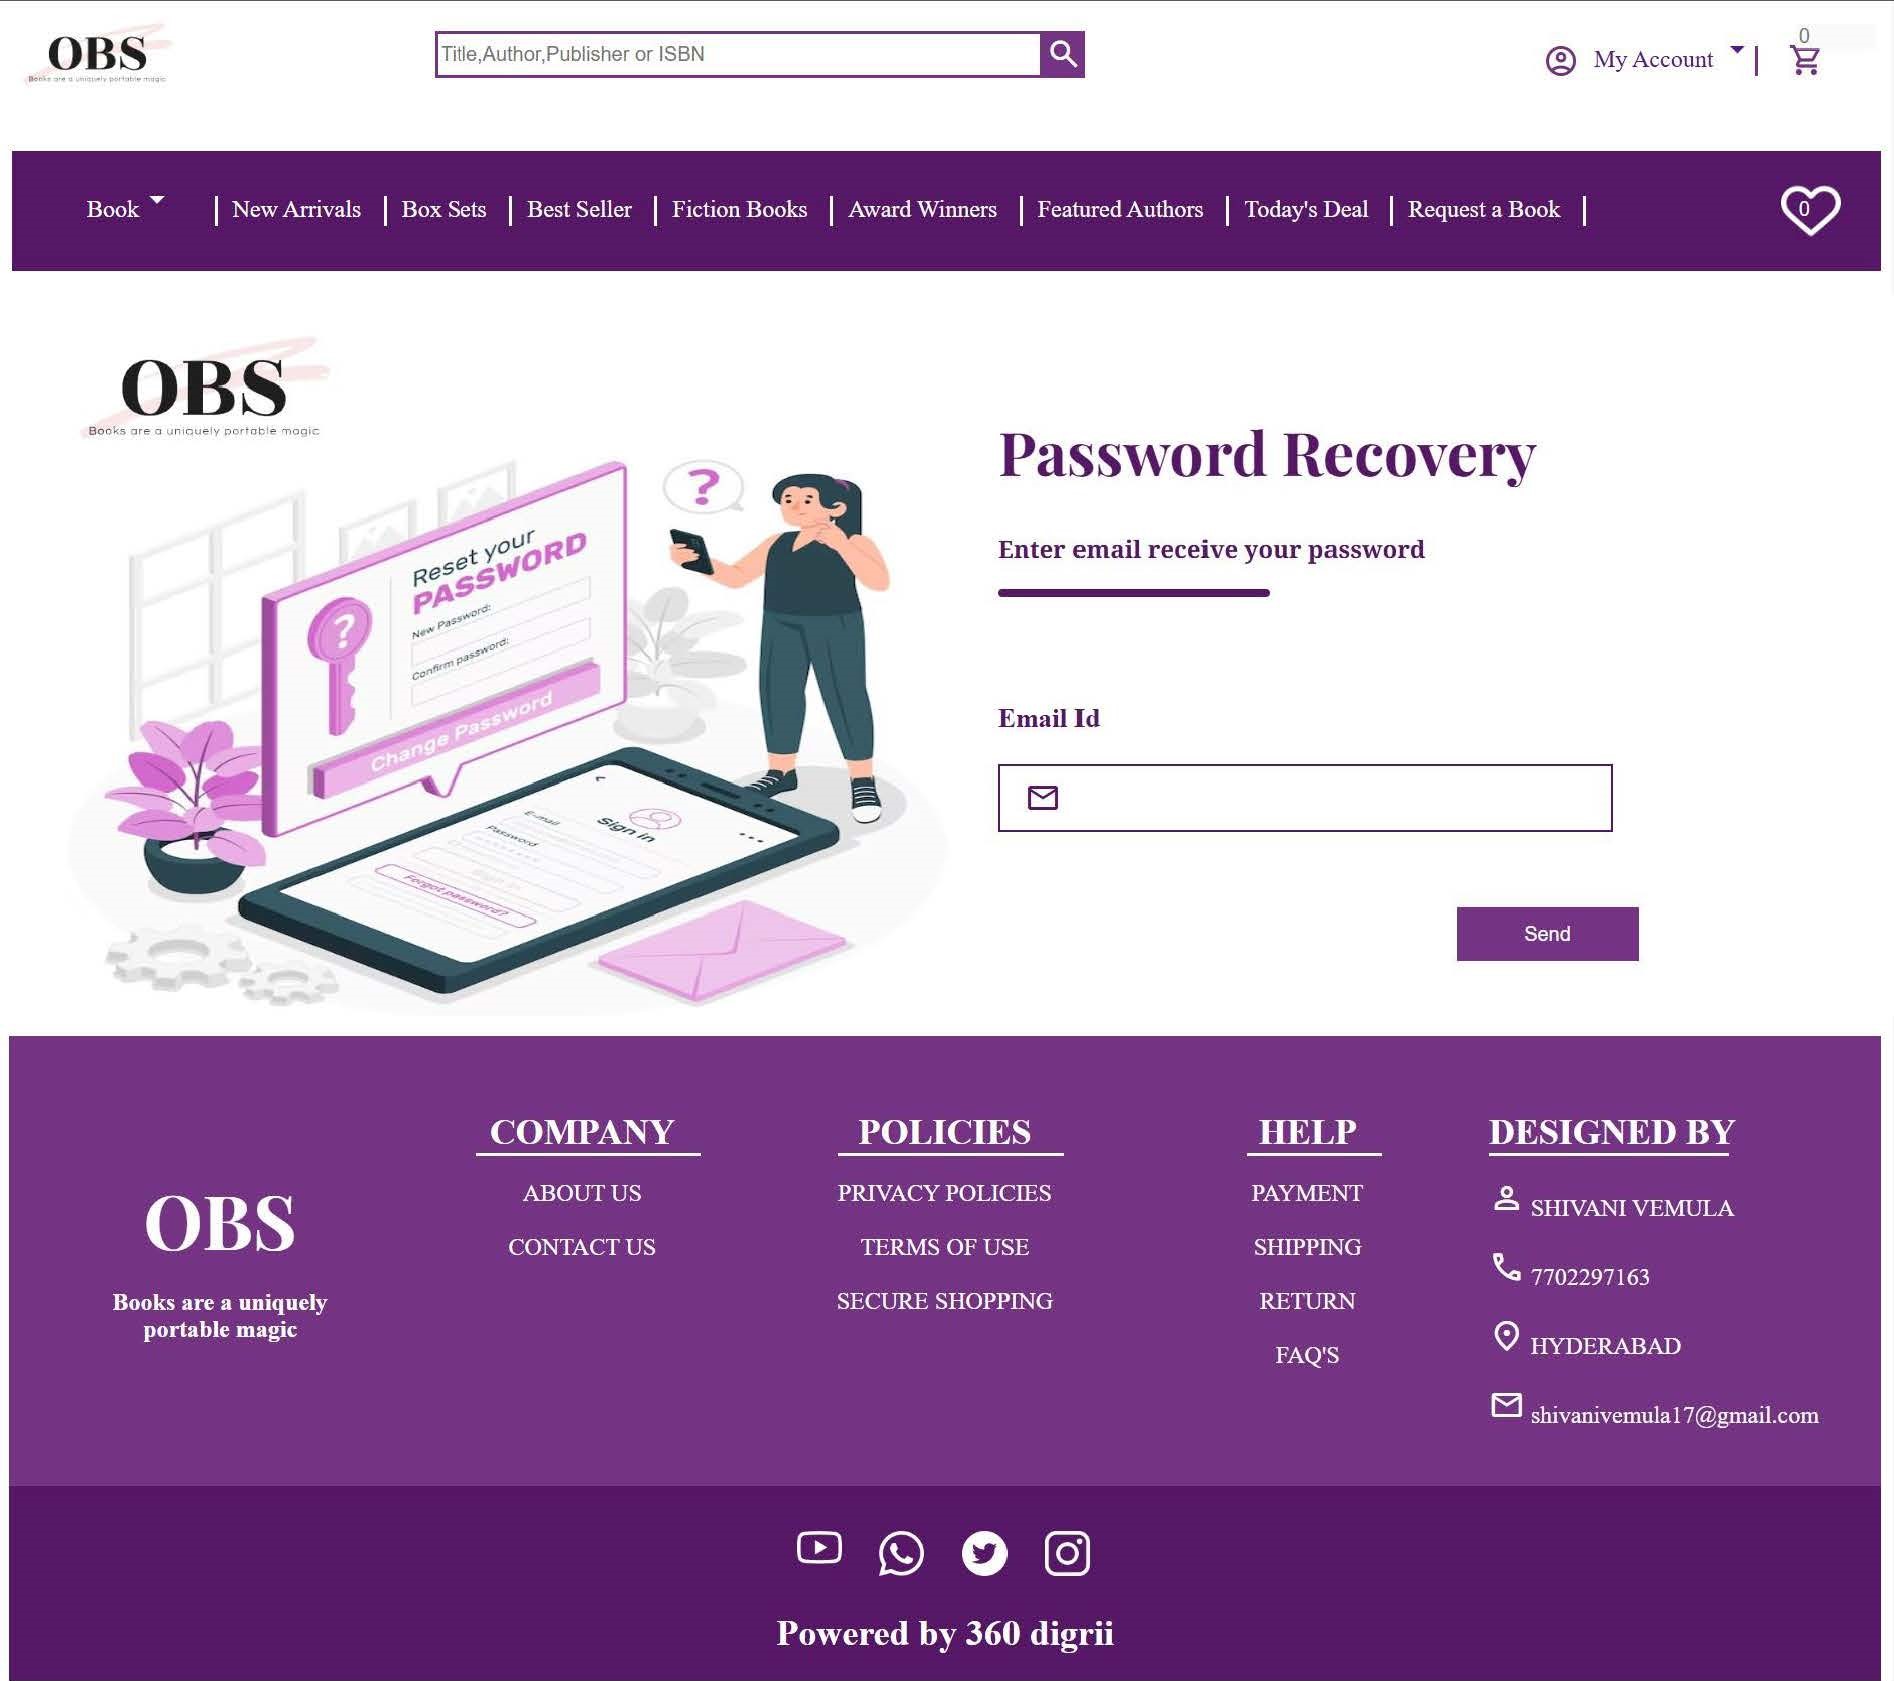 OBS
Books are a uniquely portable magic
Title,Author,Publisher or ISBN
My Account
0
Book
New Arrivals
Box Sets
Best Seller
Fiction Books
Award Winners
Featured Authors
Today's Deal
Request a Book
0
OBS
Books are a uniquely portable magic
?
Reset your
PASSWORD
?
New Password:
Confirm password:
Change Password
Sign in
E-mail
Password
Sign in
Forgot password?
Password Recovery
Enter email receive your password
Email Id
Send
OBS
Books are a uniquely
portable magic
COMPANY
ABOUT US
CONTACT US
POLICIES
PRIVACY POLICIES
TERMS OF USE
SECURE SHOPPING
HELP
PAYMENT
SHIPPING
RETURN
FAQ'S
DESIGNED BY
SHIVANI VEMULA
7702297163
HYDERABAD
shivanivemula17@gmail.com
Powered by 360 digrii